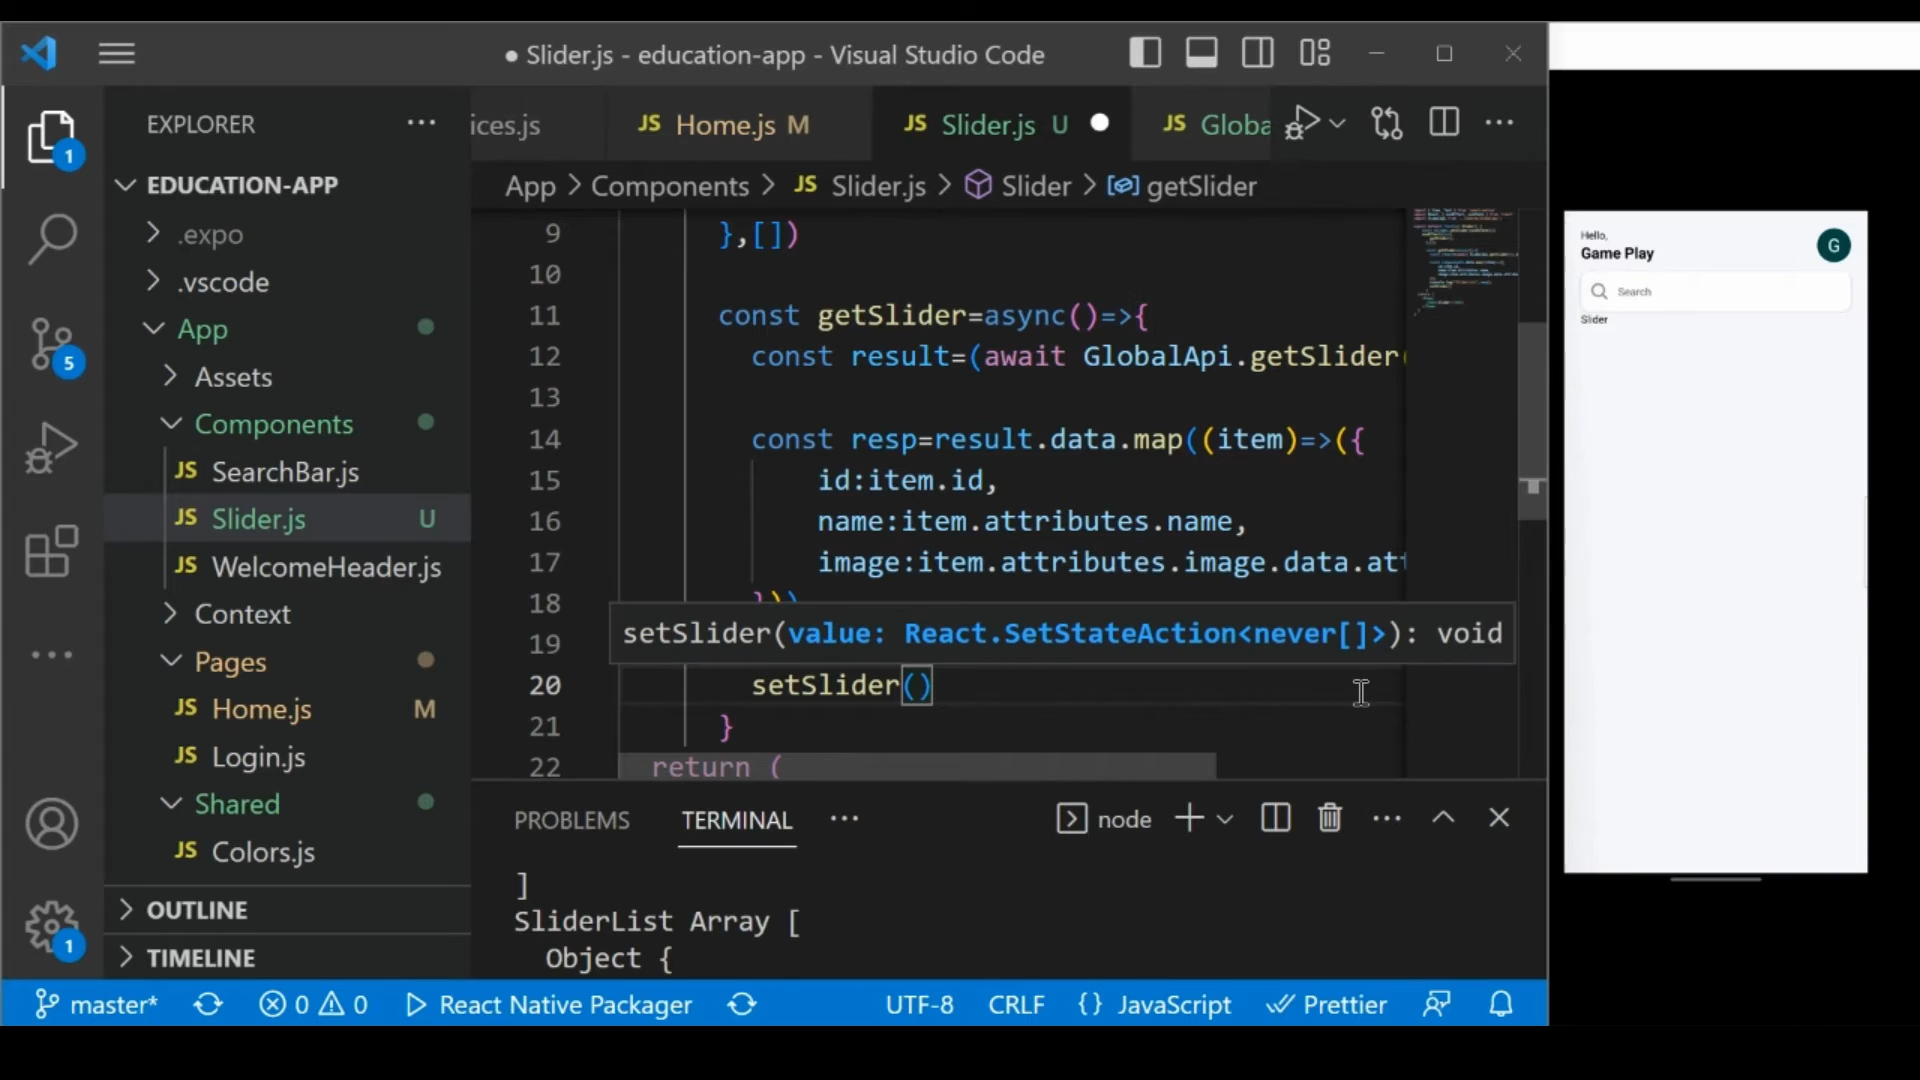 ● Slider.js - education-app - Visual Studio Code
EXPLORER
ices.js
JS Home.js M
JS Slider.js U
JS Globa
App > Components > JS Slider.js > Slider > getSlider
EDUCATION-APP
.expo
.vscode
App
Assets
Components
JS SearchBar.js
JS Slider.js U
JS WelcomeHeader.js
Context
Pages
JS Home.js M
JS Login.js
Shared
JS Colors.js
OUTLINE
TIMELINE
1
5
1
9 },[])
10
11 const getSlider=async()=>{
12 const result=(await GlobalApi.getSlider(
13
14 const resp=result.data.map((item)=>({
15 id:item.id,
16 name:item.attributes.name,
17 image:item.attributes.image.data.att
18 }))
19
setSlider(value: React.SetStateAction<never[]>): void
20 setSlider()
21 }
22 return (
PROBLEMS TERMINAL
node
]
SliderList Array [
Object {
master* 0 0 React Native Packager UTF-8 CRLF {} JavaScript Prettier
Hello,
Game Play
G
Search
Slider